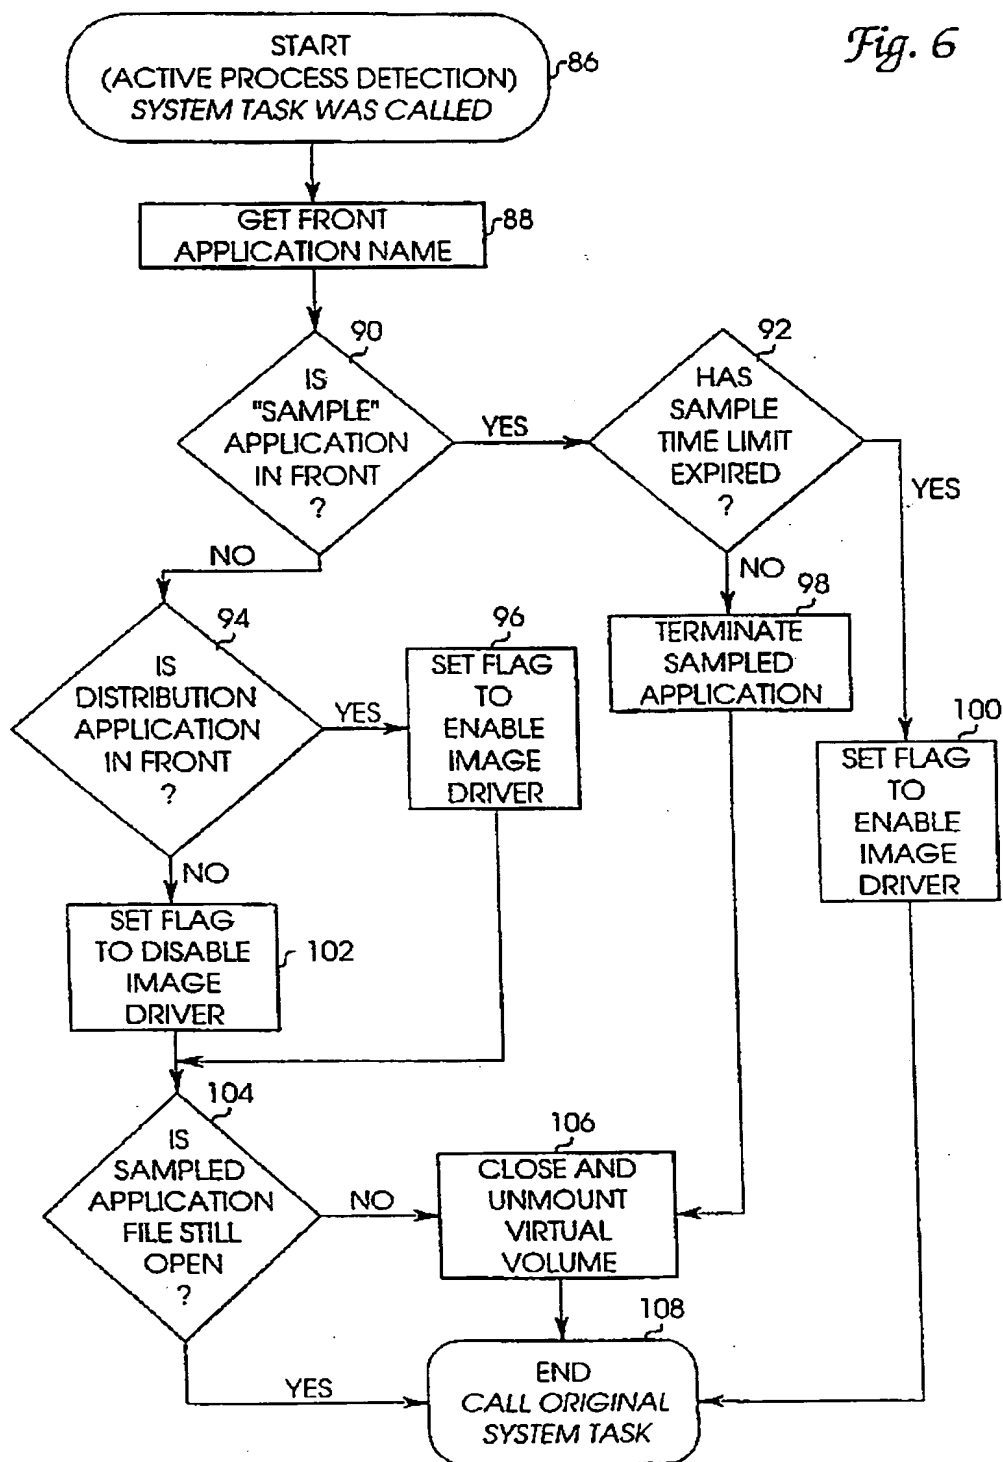 Fig. 6
START
(ACTIVE PROCESS DETECTION)
SYSTEM TASK WAS CALLED
86
GET FRONT
APPLICATION NAME
88
90
IS
"SAMPLE"
APPLICATION
IN FRONT
?
YES
92
HAS
SAMPLE
TIME LIMIT
EXPIRED
?
YES
NO
NO
94
IS
DISTRIBUTION
APPLICATION
IN FRONT
?
YES
96
SET FLAG
TO
ENABLE
IMAGE
DRIVER
98
TERMINATE
SAMPLED
APPLICATION
100
SET FLAG
TO
ENABLE
IMAGE
DRIVER
NO
SET FLAG
TO DISABLE
IMAGE
DRIVER
102
104
IS
SAMPLED
APPLICATION
FILE STILL
OPEN
?
NO
106
CLOSE AND
UNMOUNT
VIRTUAL
VOLUME
YES
108
END
CALL ORIGINAL
SYSTEM TASK